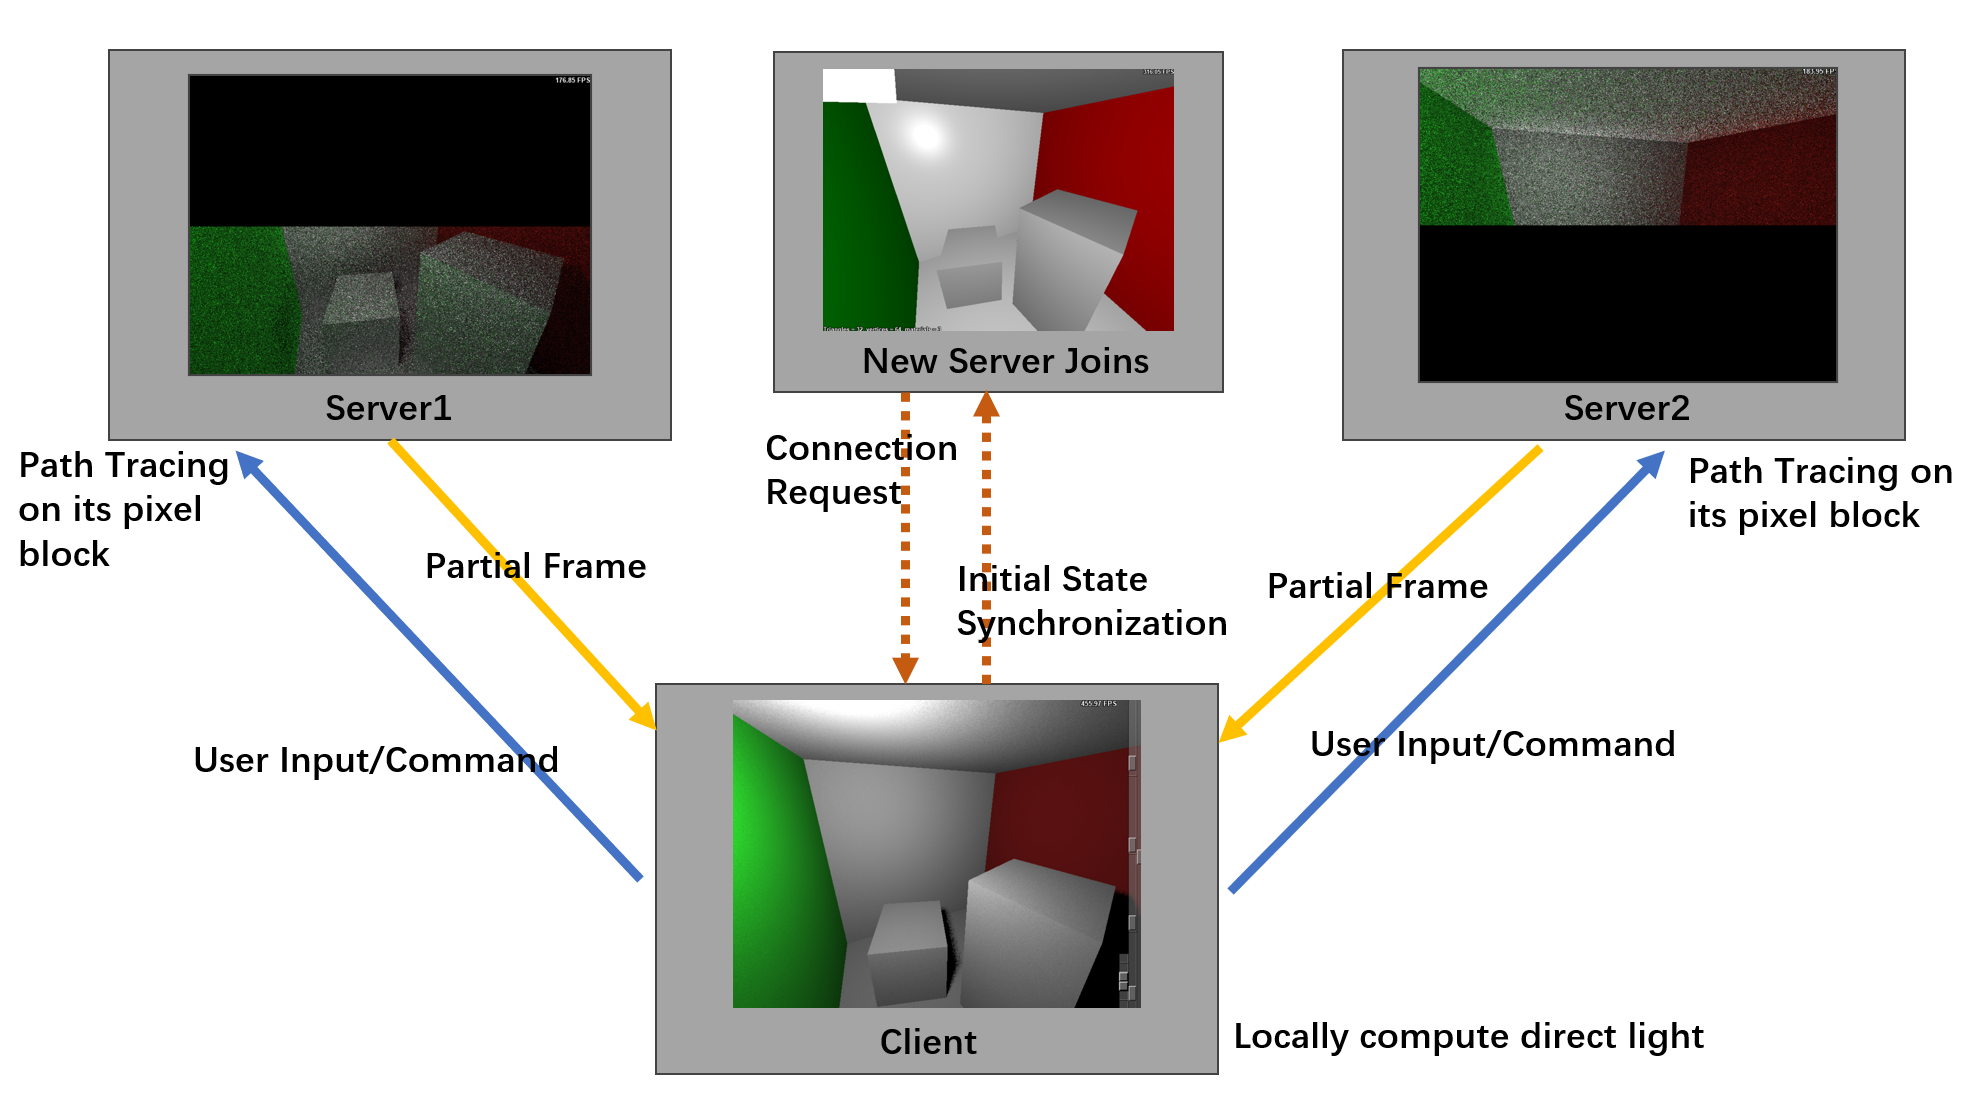 176.85 FPS
316.05 FPS
183.95 FP
New Server Joins
Server1
Server2
Path Tracing
on its pixel
block
Connection
Request
Path Tracing on
its pixel block
Partial Frame
Initial State
Synchronization
Partial Frame
User Input/Command
User Input/Command
455.97 FPS
Client
Locally compute direct light